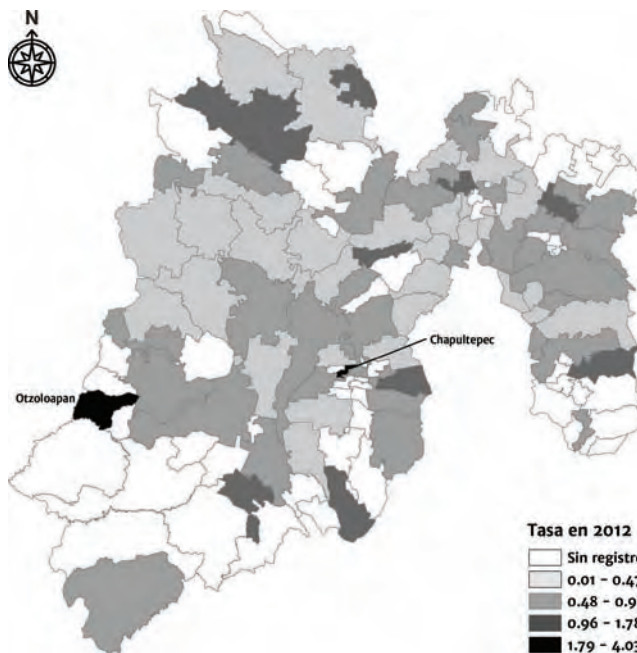 N
Otzoloapan
Chapultepec
Tasa en 2012
Sin registro
0.01 - 0.47
0.48 - 0.9
0.96 - 1.78
1.79 - 4.03